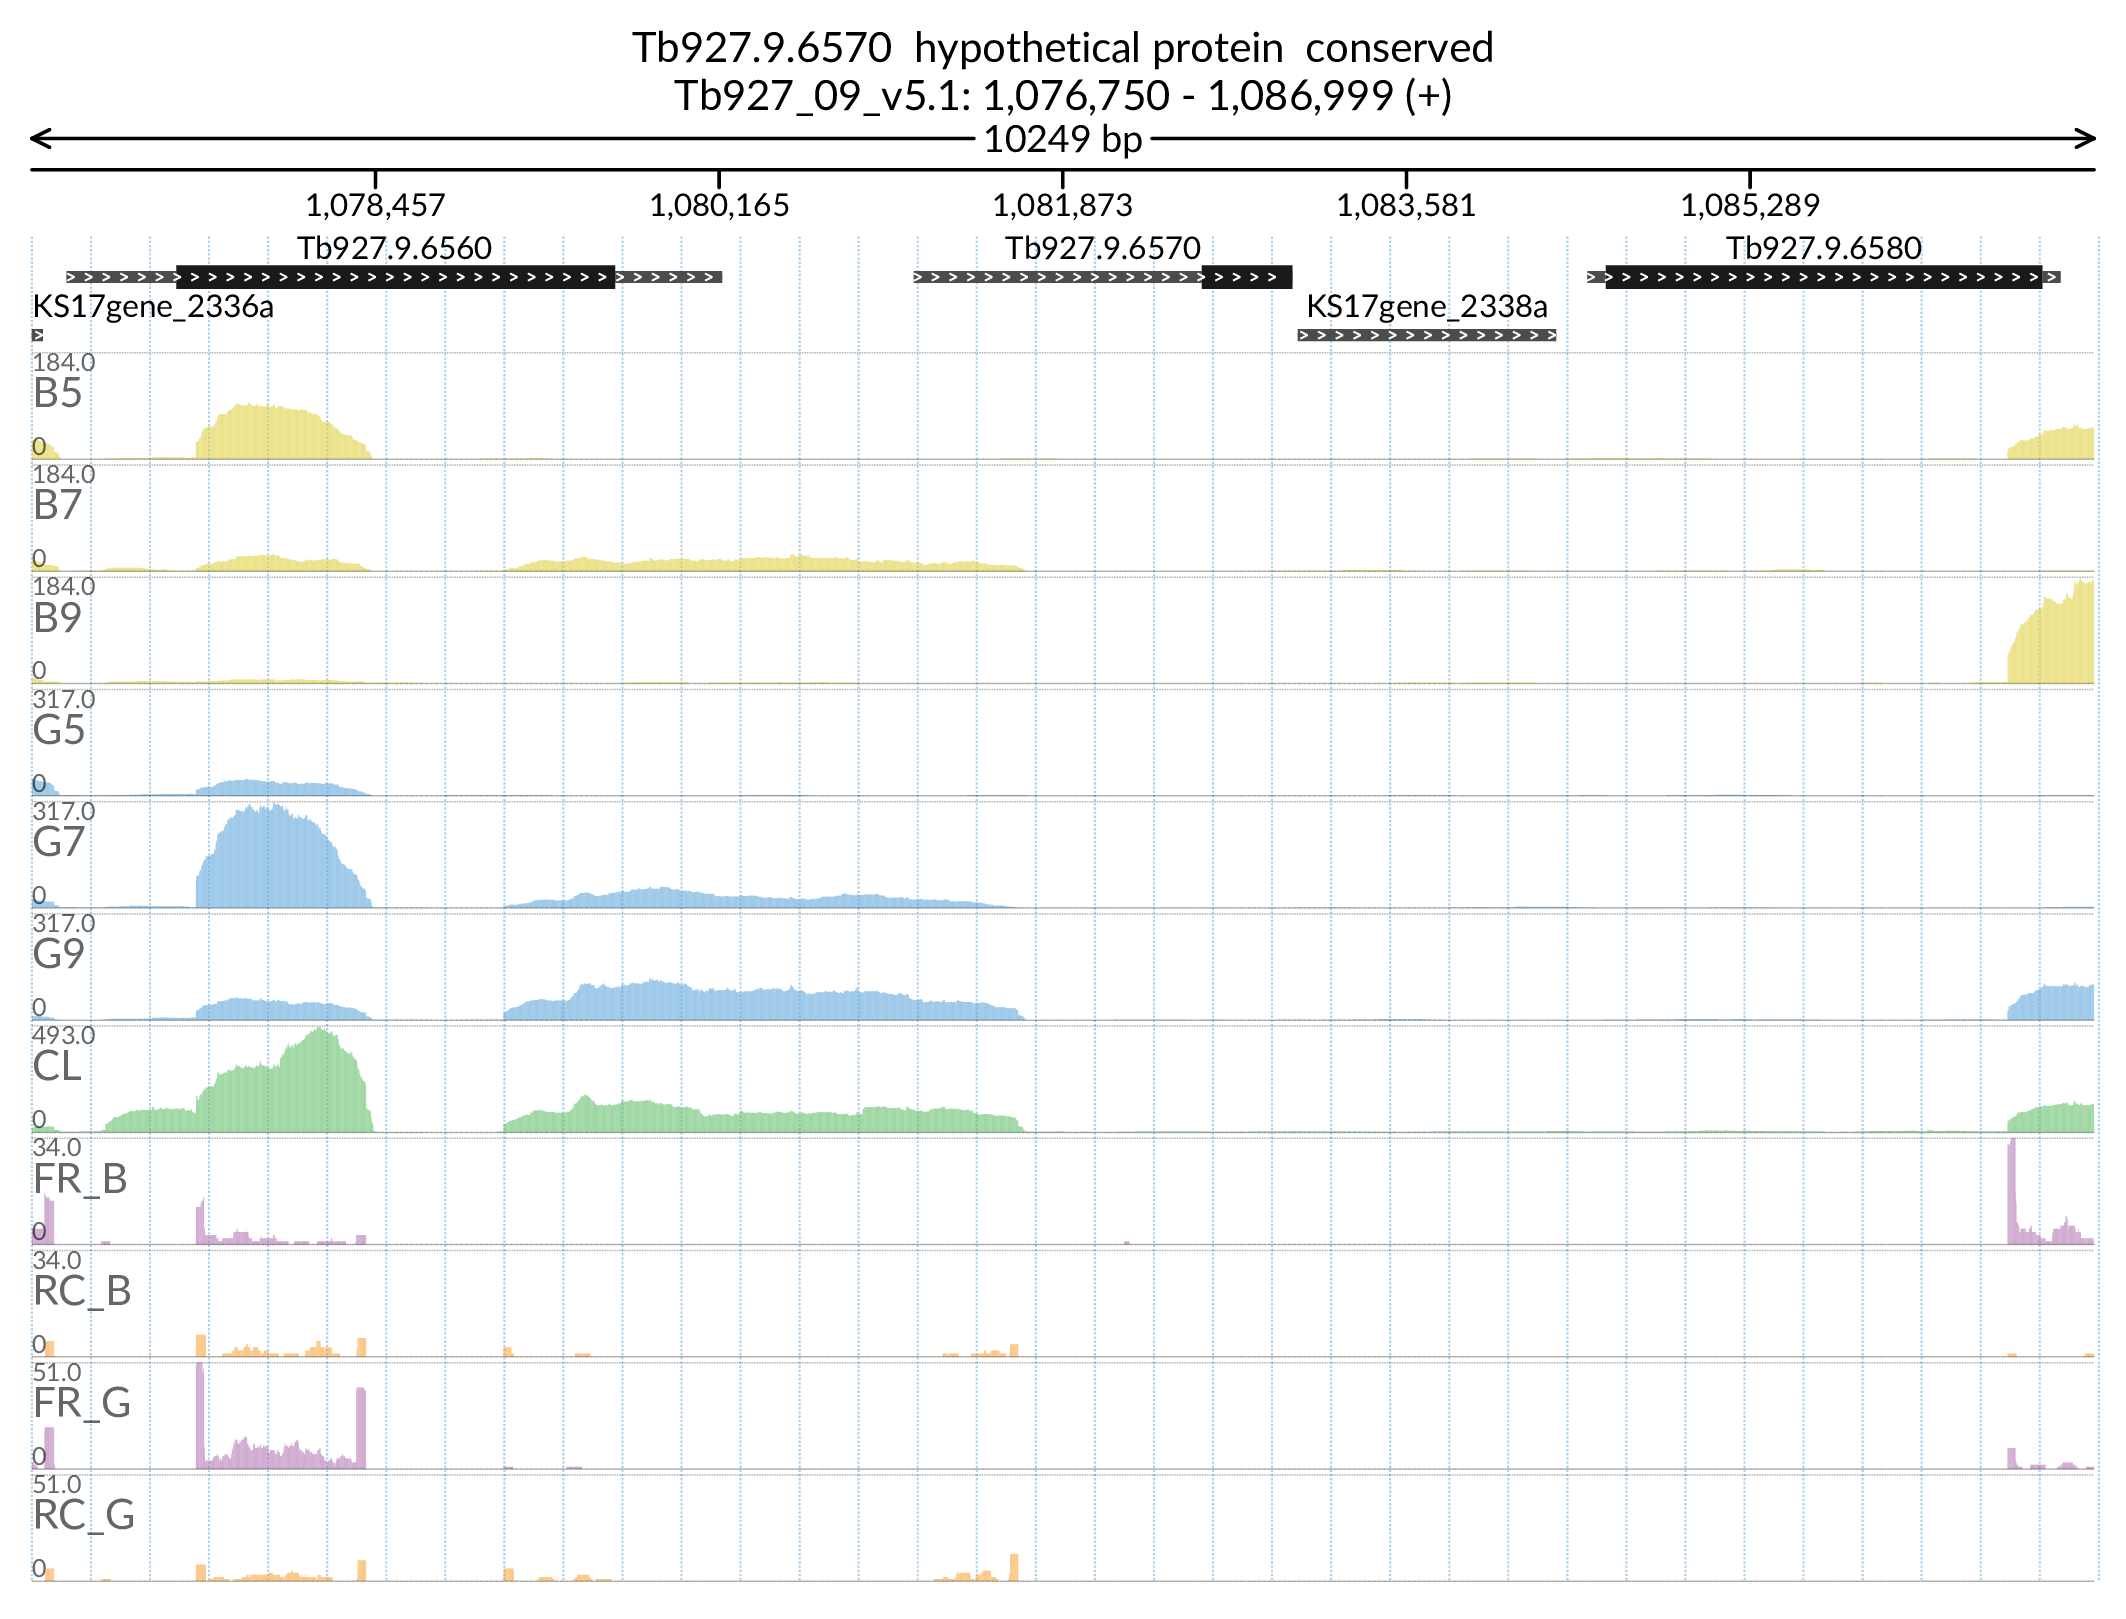 Tb927.9.6570 hypothetical protein conserved
Tb927_09_v5.1: 1,076,750 - 1,086,999 (+)
10249 bp
1,078,457 1,080,165 1,081,873 1,083,581 1,085,289
Tb927.9.6560 Tb927.9.6570 Tb927.9.6580
KS17gene_2336a KS17gene_2338a
184.0
B5
0
184.0
B7
0
184.0
B9
0
317.0
G5
0
317.0
G7
0
317.0
G9
0
493.0
CL
0
34.0
FR_B
0
34.0
RC_B
0
51.0
FR_G
0
51.0
RC_G
0